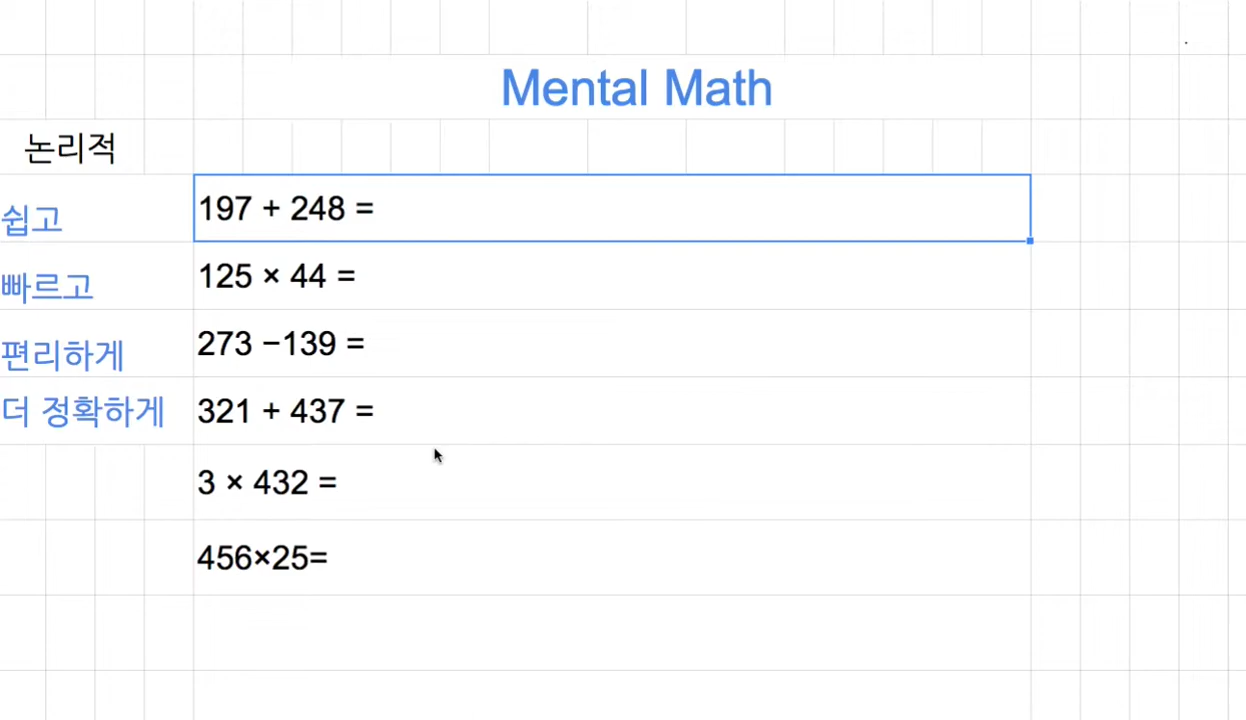 Mental Math
논리적
쉽고 197 + 248 =
빠르고 125 × 44 =
편리하게 273 −139 =
더 정확하게 321 + 437 =
3 × 432 =
456×25=